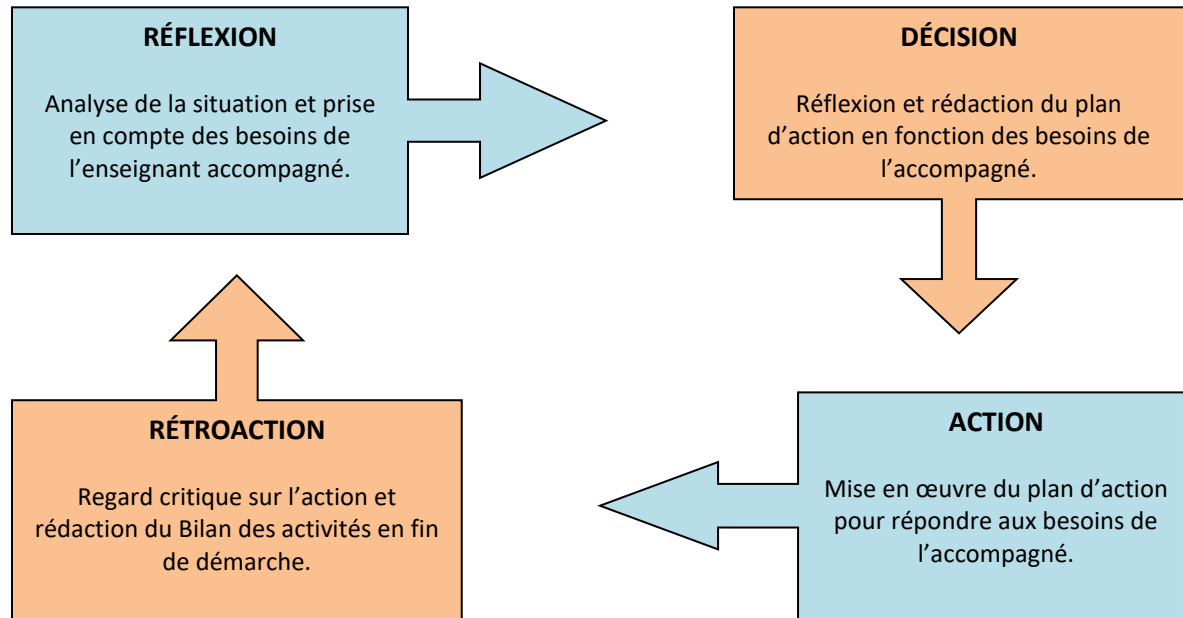 RÉFLEXION
Analyse de la situation et prise
en compte des besoins de
l’enseignant accompagné.
DÉCISION
Réflexion et rédaction du plan
d’action en fonction des besoins de
l’accompagné.
RÉTROACTION
Regard critique sur l’action et
rédaction du Bilan des activités en fin
de démarche.
ACTION
Mise en œuvre du plan d’action
pour répondre aux besoins de
l’accompagné.